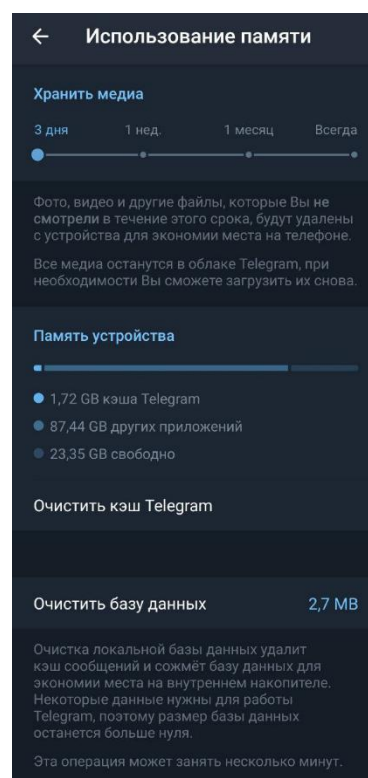 Использование памяти
Хранить медиа
3 дня 1 нед. 1 месяц Всегда
Фото, видео и другие файлы, которые Вы не
смотрели в течение этого срока, будут удалены
с устройства для экономии места на телефоне.
Все медиа останутся в облаке Telegram, при
необходимости Вы сможете загрузить их снова.
Память устройства
1,72 GB кэша Telegram
87,44 GB других приложений
23,35 GB свободно
Очистить кэш Telegram
Очистить базу данных 2,7 MB
Очистка локальной базы данных удалит
кэш сообщений и сожмёт базу данных для
экономии места на внутреннем накопителе.
Некоторые данные нужны для работы
Telegram, поэтому размер базы данных
останется больше нуля.
Эта операция может занять несколько минут.